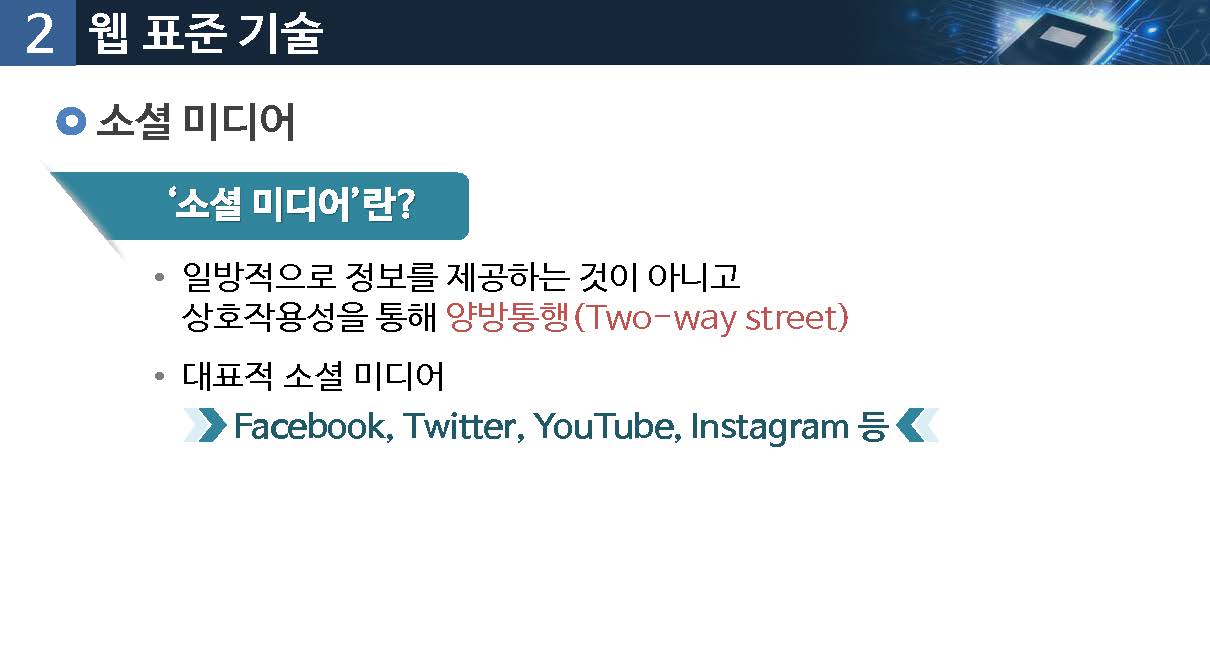 2 웹 표준 기술
소셜 미디어
‘소셜 미디어’란?
• 일방적으로 정보를 제공하는 것이 아니고
상호작용성을 통해 양방통행(Two-way street)
• 대표적 소셜 미디어
Facebook, Twitter, YouTube, Instagram 등